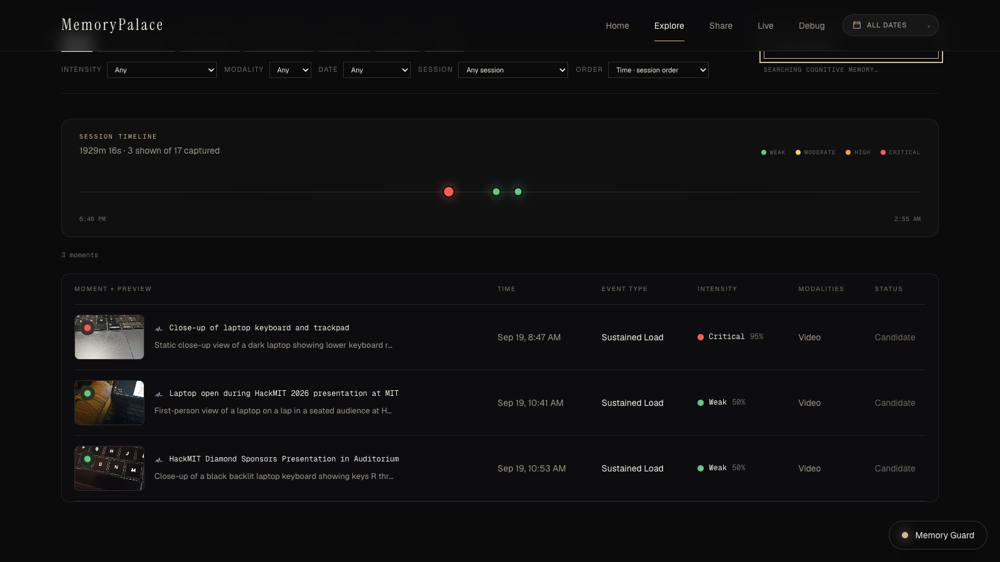 MemoryPalace
Home Explore Share Live Debug ALL DATES
INTENSITY Any MODALITY Any DATE Any SESSION Any session ORDER Time · session order
SEARCHING COGNITIVE MEMORY…
SESSION TIMELINE
1929m 16s · 3 shown of 17 captured
WEAK MODERATE HIGH CRITICAL
6:46 PM 2:55 AM
3 moments
MOMENT + PREVIEW TIME EVENT TYPE INTENSITY MODALITIES STATUS
Close-up of laptop keyboard and trackpad
Static close-up view of a dark laptop showing lower keyboard r…
Sep 19, 8:47 AM Sustained Load Critical 95% Video Candidate
Laptop open during HackMIT 2026 presentation at MIT
First-person view of a laptop on a lap in a seated audience at H…
Sep 19, 10:41 AM Sustained Load Weak 50% Video Candidate
G H J
B N M
HackMIT Diamond Sponsors Presentation in Auditorium
Close-up of a black backlit laptop keyboard showing keys R thr…
Sep 19, 10:53 AM Sustained Load Weak 50% Video Candidate
Memory Guard